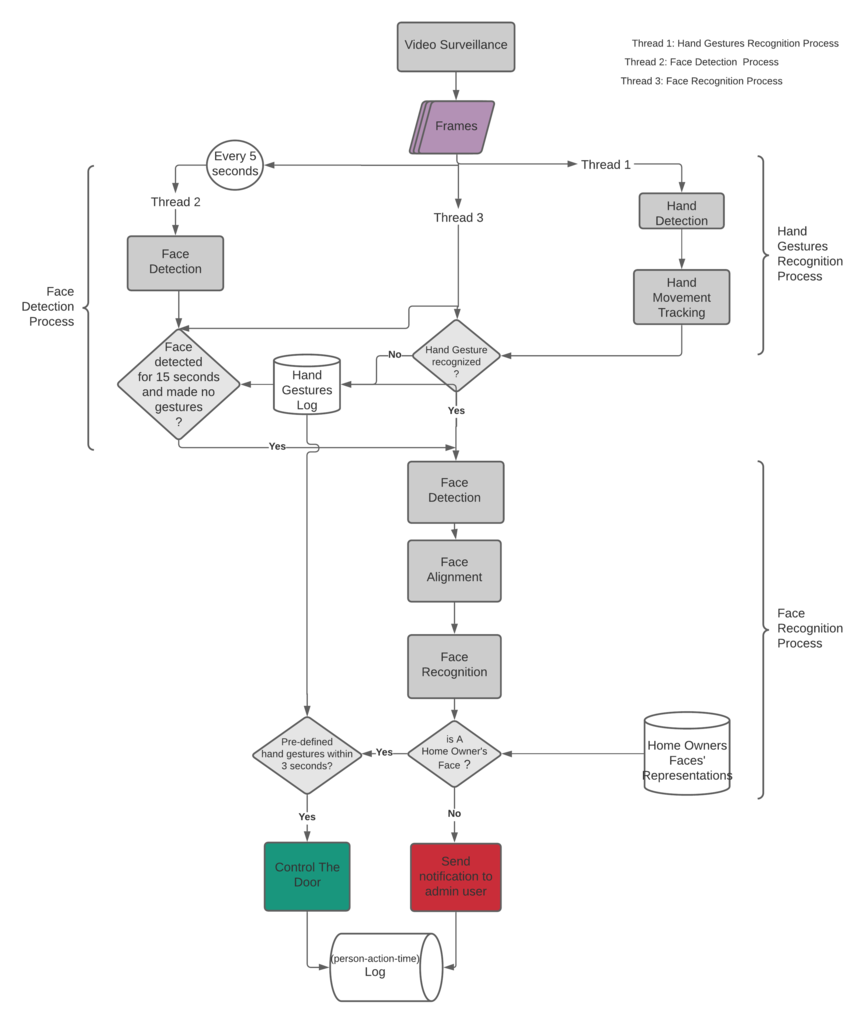 Video Surveillance
Thread 1: Hand Gestures Recognition Process
Thread 2: Face Detection Process
Thread 3: Face Recognition Process
Frames
Every 5
seconds
Thread 1
Thread 2
Thread 3
Hand
Detection
Face
Detection
Hand
Gestures
Recognition
Process
Hand
Movement
Tracking
Face
Detection
Process
Face
detected
for 15 seconds
and made no
gestures
?
Hand
Gestures
Log
No
Hand Gesture
recognized
?
Yes
Yes
Face
Detection
Face
Alignment
Face
Recognition
Face
Recognition
Process
Pre-defined
hand gestures within
3 seconds?
Yes
is A
Home Owner's
Face ?
Home Owners
Faces'
Representations
Yes
No
Control The
Door
Send
notification to
admin user
(person-action-time)
Log